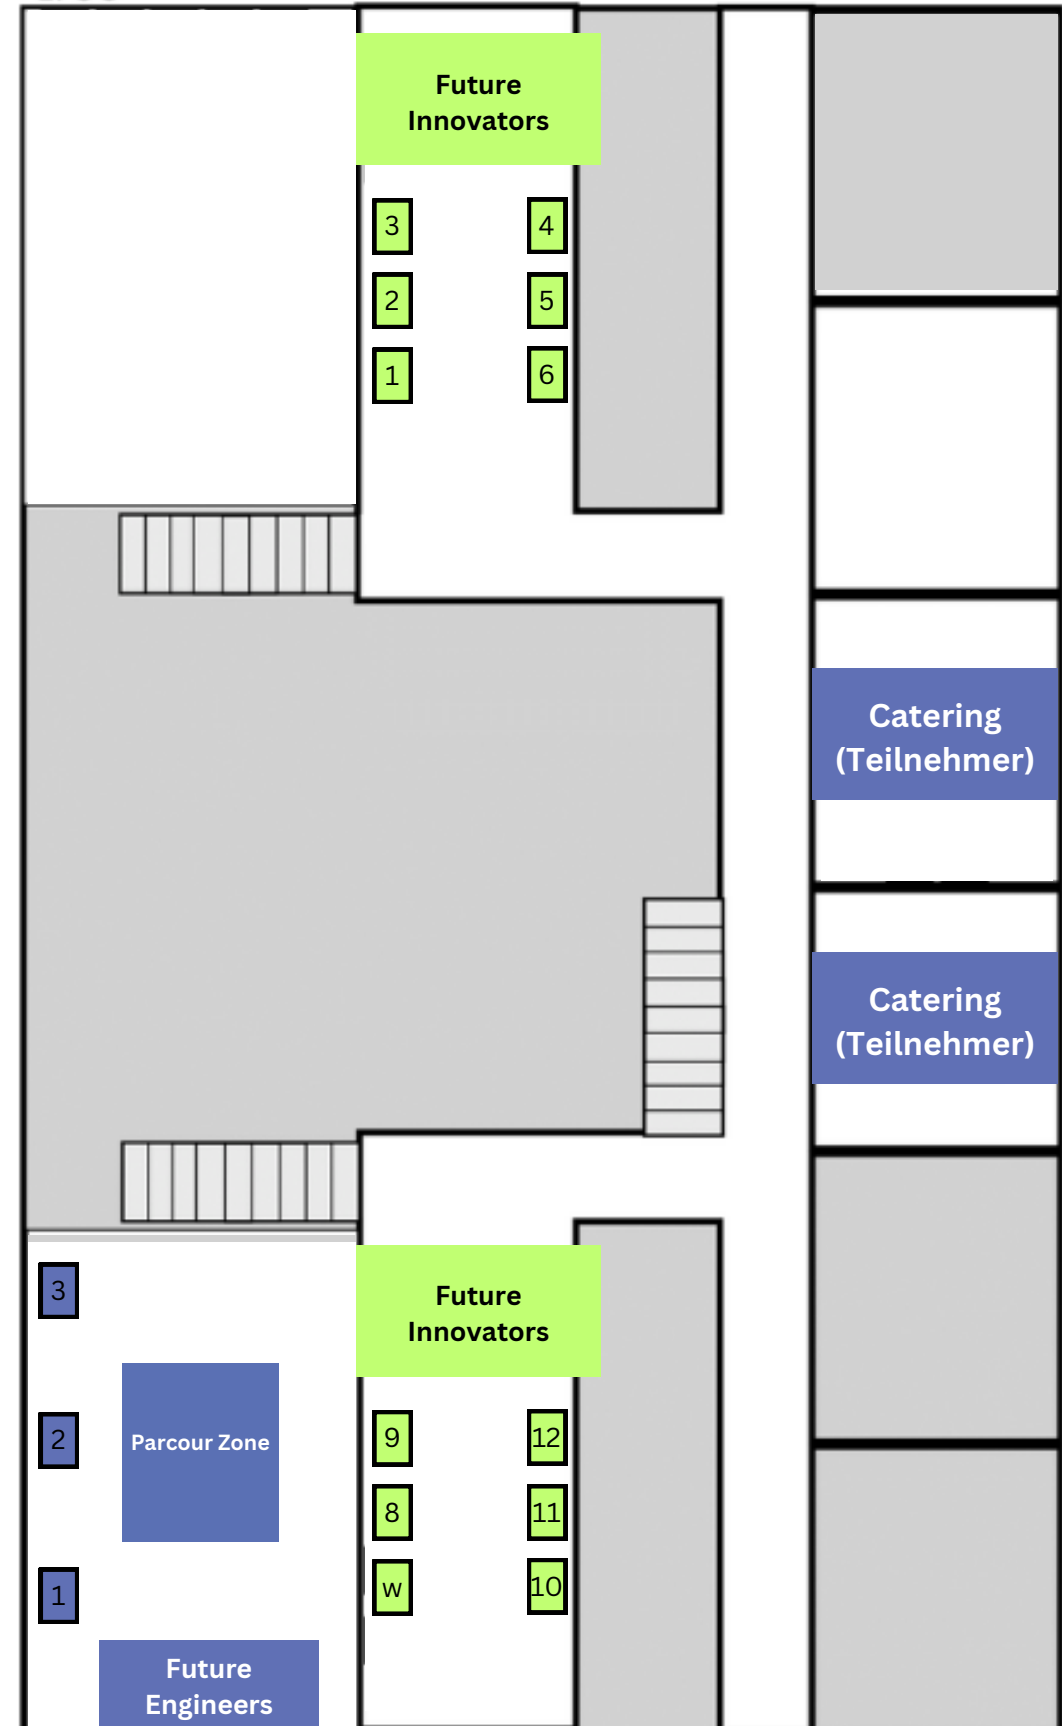 Future
Innovators
3 4
2 5
1 6
Catering
(Teilnehmer)
Catering
(Teilnehmer)
3
Future
Innovators
2
Parcour Zone
9 12
8 11
1
w 10
Future
Engineers